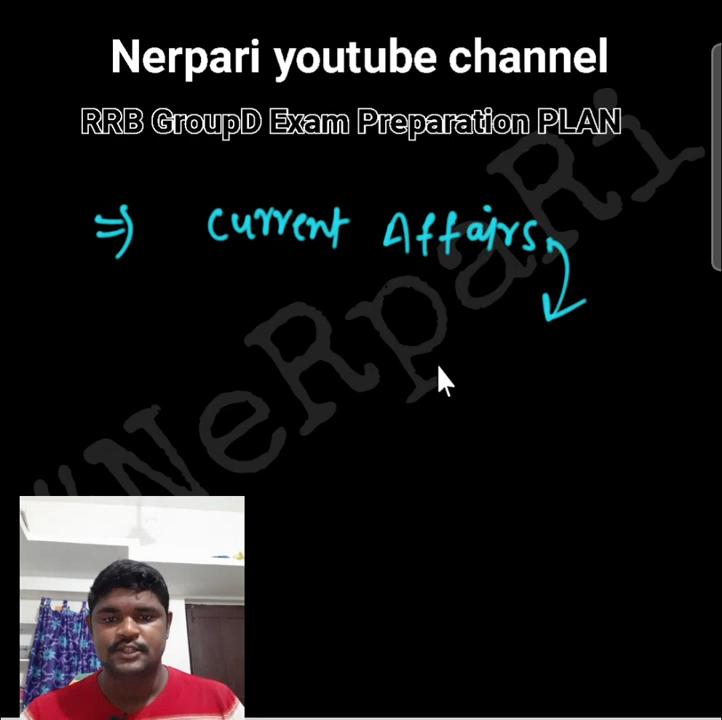 Nerpari youtube channel
RRB GroupD Exam Preparation PLAN
⇒ Current Affairs
"NeRpaRi